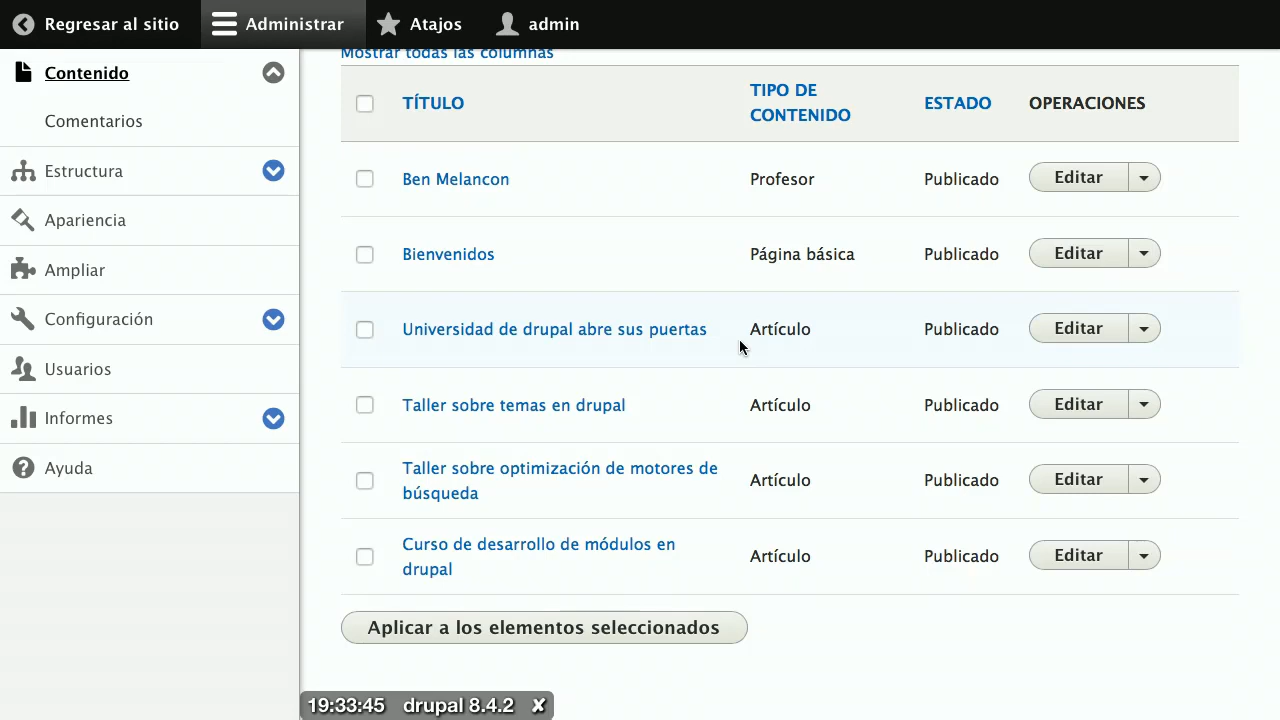 Regresar al sitio
Administrar
Atajos
admin
Contenido
Comentarios
Estructura
Apariencia
Ampliar
Configuración
Usuarios
Informes
Ayuda
Mostrar todas las columnas
TÍTULO
TIPO DE
CONTENIDO
ESTADO
OPERACIONES
Ben Melancon
Profesor
Publicado
Editar
Bienvenidos
Página básica
Publicado
Editar
Universidad de drupal abre sus puertas
Artículo
Publicado
Editar
Taller sobre temas en drupal
Artículo
Publicado
Editar
Taller sobre optimización de motores de
búsqueda
Artículo
Publicado
Editar
Curso de desarrollo de módulos en
drupal
Artículo
Publicado
Editar
Aplicar a los elementos seleccionados
19:33:45 drupal 8.4.2 ✘